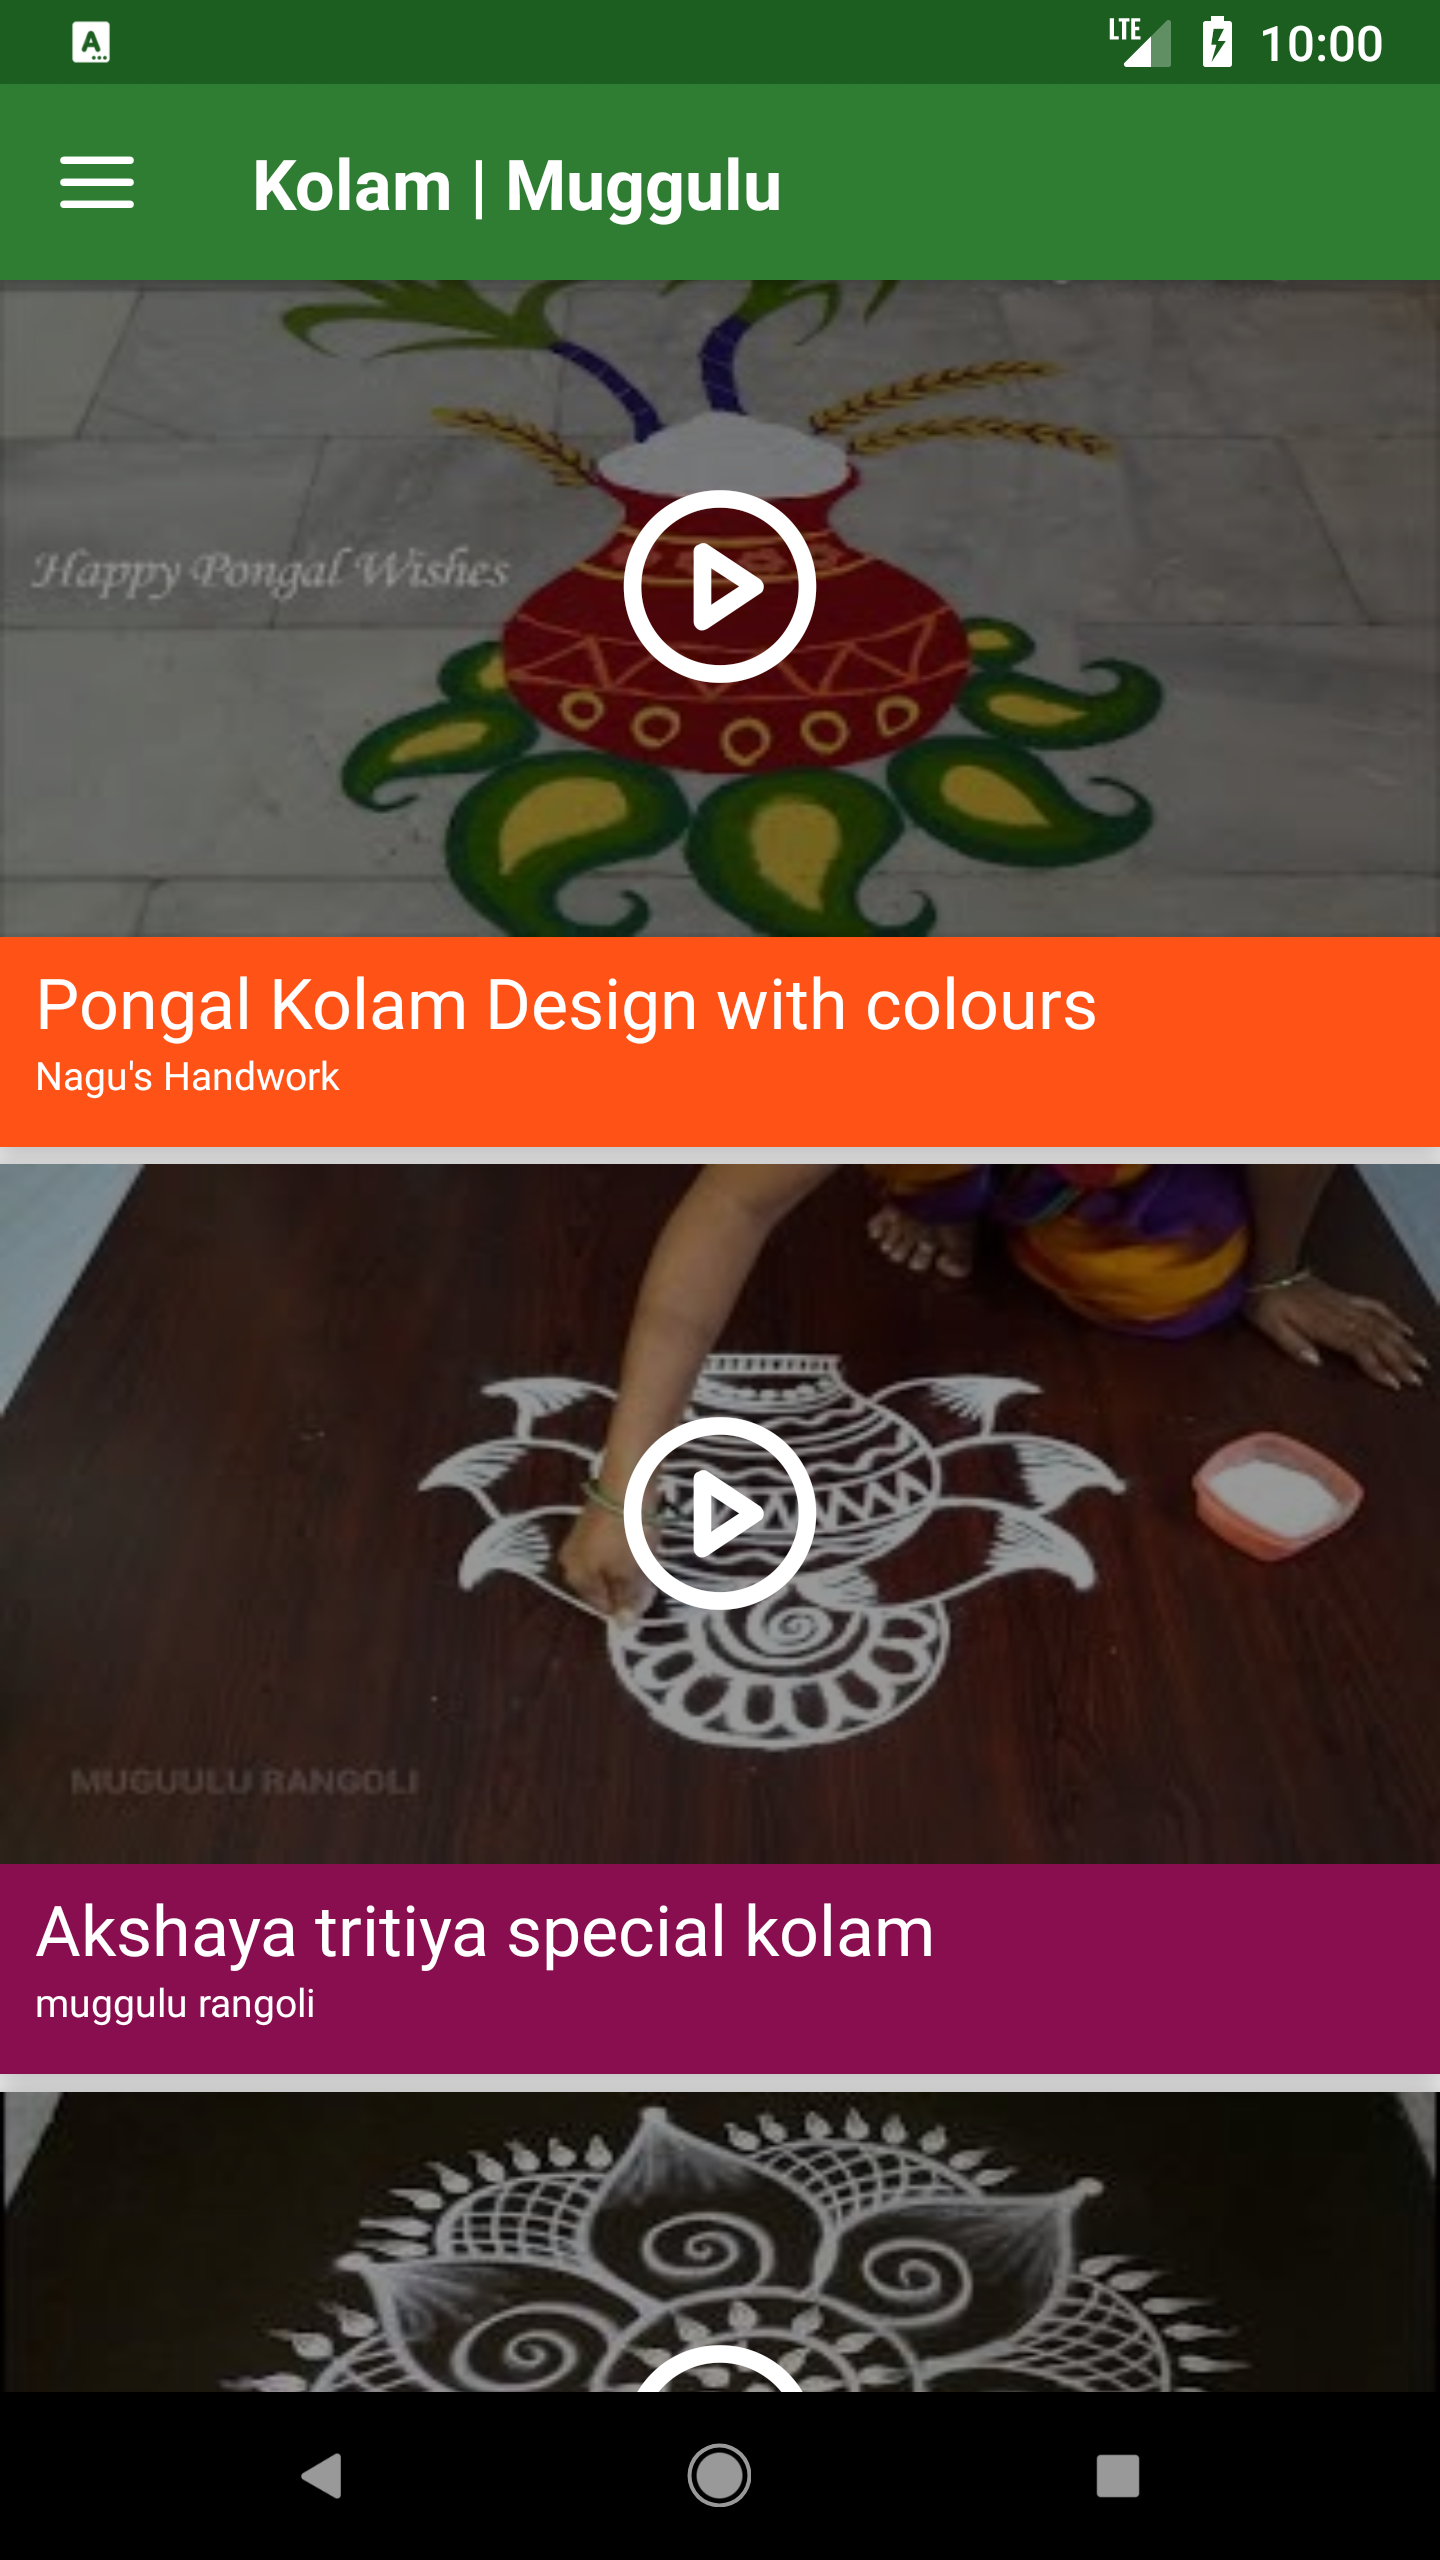 LTE 10:00
Kolam | Muggulu
Happy Pongal Wishes
Pongal Kolam Design with colours
Nagu's Handwork
MUGUULU RANGOLI
Akshaya tritiya special kolam
muggulu rangoli